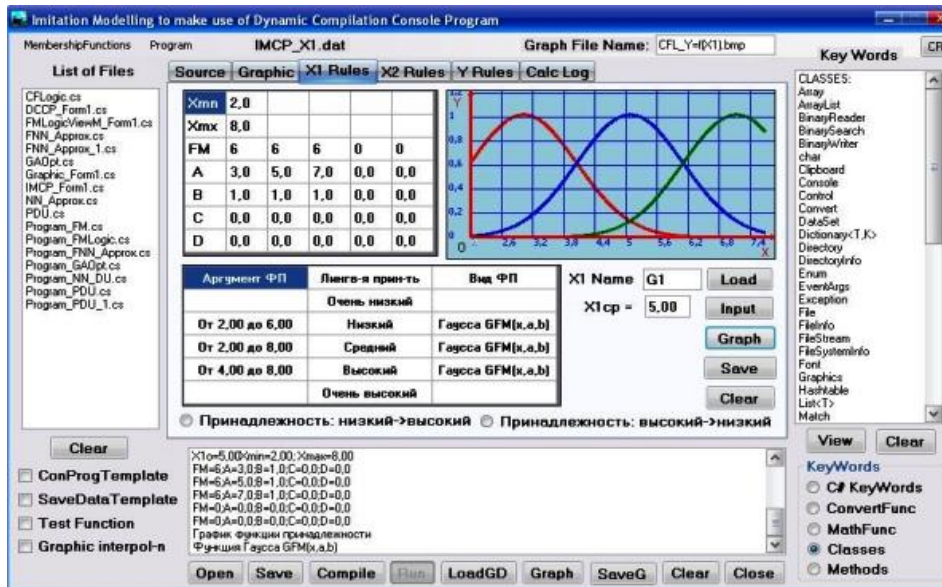 Imitation Modelling to make use of Dynamic Compilation Console Program
MembershipFunctions Program IMCP_X1.dat Graph File Name: CFL_Y=f(X1).bmp
List of Files
CFLogic.cs
DCCP_Form1.cs
FMLogicViewM_Form1.cs
FNN_Approx.cs
FNN_Approx_1.cs
GAOpt.cs
Graphic_Form1.cs
IMCP_Form1.cs
NN_Approx.cs
PDU.cs
Program_FM.cs
Program_FMLogic.cs
Program_FNN_Approx.cs
Program_GAOpt.cs
Program_NN_DU.cs
Program_PDU.cs
Program_PDU_1.cs
Clear
ConProgTemplate
SaveDataTemplate
Test Function
Graphic interpol-n
Source Graphic X1 Rules X2 Rules Y Rules Calc Log
Xmn 2,0
Xmx 8,0
FM 6 6 6 0 0
A 3,0 5,0 7,0 0,0 0,0
B 1,0 1,0 1,0 0,0 0,0
C 0,0 0,0 0,0 0,0 0,0
D 0,0 0,0 0,0 0,0 0,0
1,2
Y
1
0,8
0,6
0,4
0,2
0
2,6 3,2 3,8 4,4 5 5,6 6,2 6,8 7,4
X
Аргумент ФП Лингв-я прин-ть Вид ФП
Очень низкий
От 2,00 до 6,00 Низкий Гаусса GFM(x,a,b)
От 2,00 до 8,00 Средний Гаусса GFM(x,a,b)
От 4,00 до 8,00 Высокий Гаусса GFM(x,a,b)
Очень высокий
X1 Name G1
X1cp = 5,00
Load
Input
Graph
Save
Clear
Принадлежность: низкий->высокий Принадлежность: высокий->низкий
X1o=5,00Xmin=2,00; Xmax=8,00
FM=6;A=3,0;B=1,0;C=0,0;D=0,0
FM=6;A=5,0;B=1,0;C=0,0;D=0,0
FM=6;A=7,0;B=1,0;C=0,0;D=0,0
FM=0;A=0,0;B=0,0;C=0,0;D=0,0
FM=0;A=0,0;B=0,0;C=0,0;D=0,0
График функции принадлежности
Функция Гаусса GFM(x,a,b)
Open Save Compile Run LoadGD Graph SaveG Clear Close
Key Words
CLASSES:
Array
ArrayList
BinaryReader
BinarySearch
BinaryWriter
char
Clipboard
Console
Control
Convert
DataSet
Dictionary<T,K>
Directory
DirectoryInfo
Enum
EventArgs
Exception
File
FileInfo
FileStream
FileSystemInfo
Font
Graphics
Hashtable
List<T>
Match
View Clear
KeyWords
C# KeyWords
ConvertFunc
MathFunc
Classes
Methods